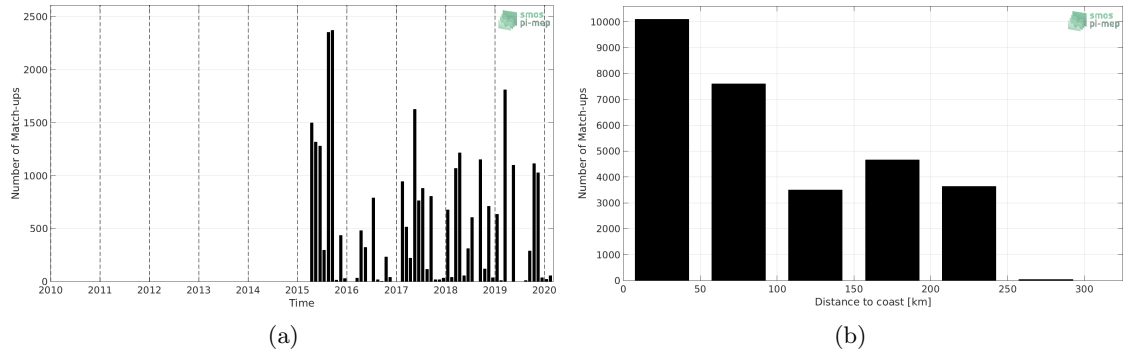 smos
pi-mep
2500
2000
1500
1000
500
0
Number of Match-ups
2010 2011 2012 2013 2014 2015 2016 2017 2018 2019 2020
Time
(a)
smos
pi-mep
10000
9000
8000
7000
6000
5000
4000
3000
2000
1000
0
Number of Match-ups
0 50 100 150 200 250 300
Distance to coast [km]
(b)